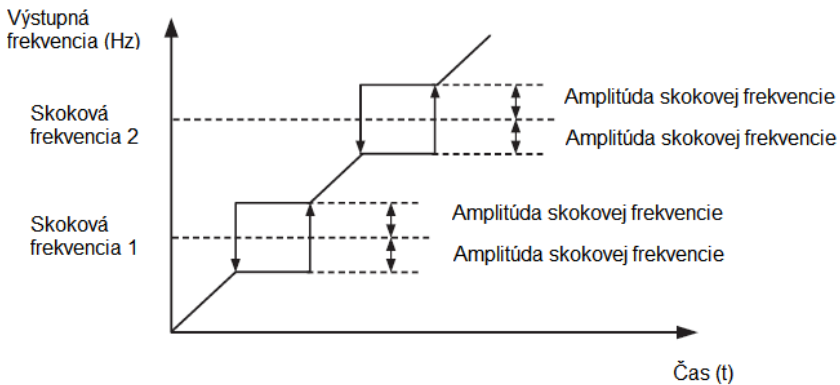 Výstupná
frekvencia (Hz)
Skoková
frekvencia 2
Amplitúda skokovej frekvencie
Amplitúda skokovej frekvencie
Skoková
frekvencia 1
Amplitúda skokovej frekvencie
Amplitúda skokovej frekvencie
Čas (t)